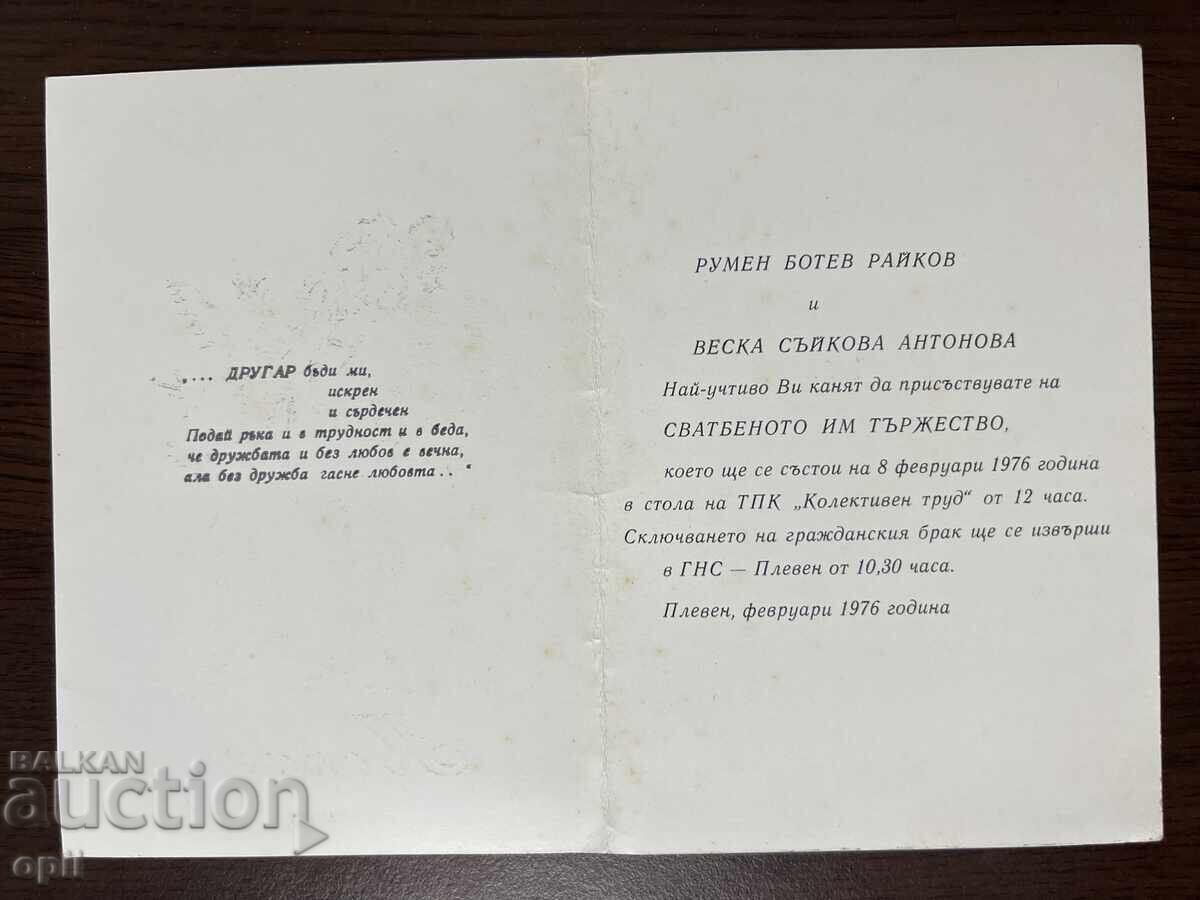 „... ДРУГАР бъди ми,
искрен
и сърдечен
Подай ръка и в трудност и в беда,
че дружбата и без любов е вечна,
ала без дружба гасне любовта..“
РУМЕН БОТЕВ РАЙКОВ
и
ВЕСКА СЪЙКОВА АНТОНОВА
Най-учтиво Ви канят да присъствувате на
СВАТБЕНОТО ИМ ТЪРЖЕСТВО,
което ще се състои на 8 февруари 1976 година
в стола на ТПК „Колективен труд“ от 12 часа.
Сключването на гражданския брак ще се извърши
в ГНС — Плевен от 10,30 часа.
Плевен, февруари 1976 година
BALKAN
auction
opii